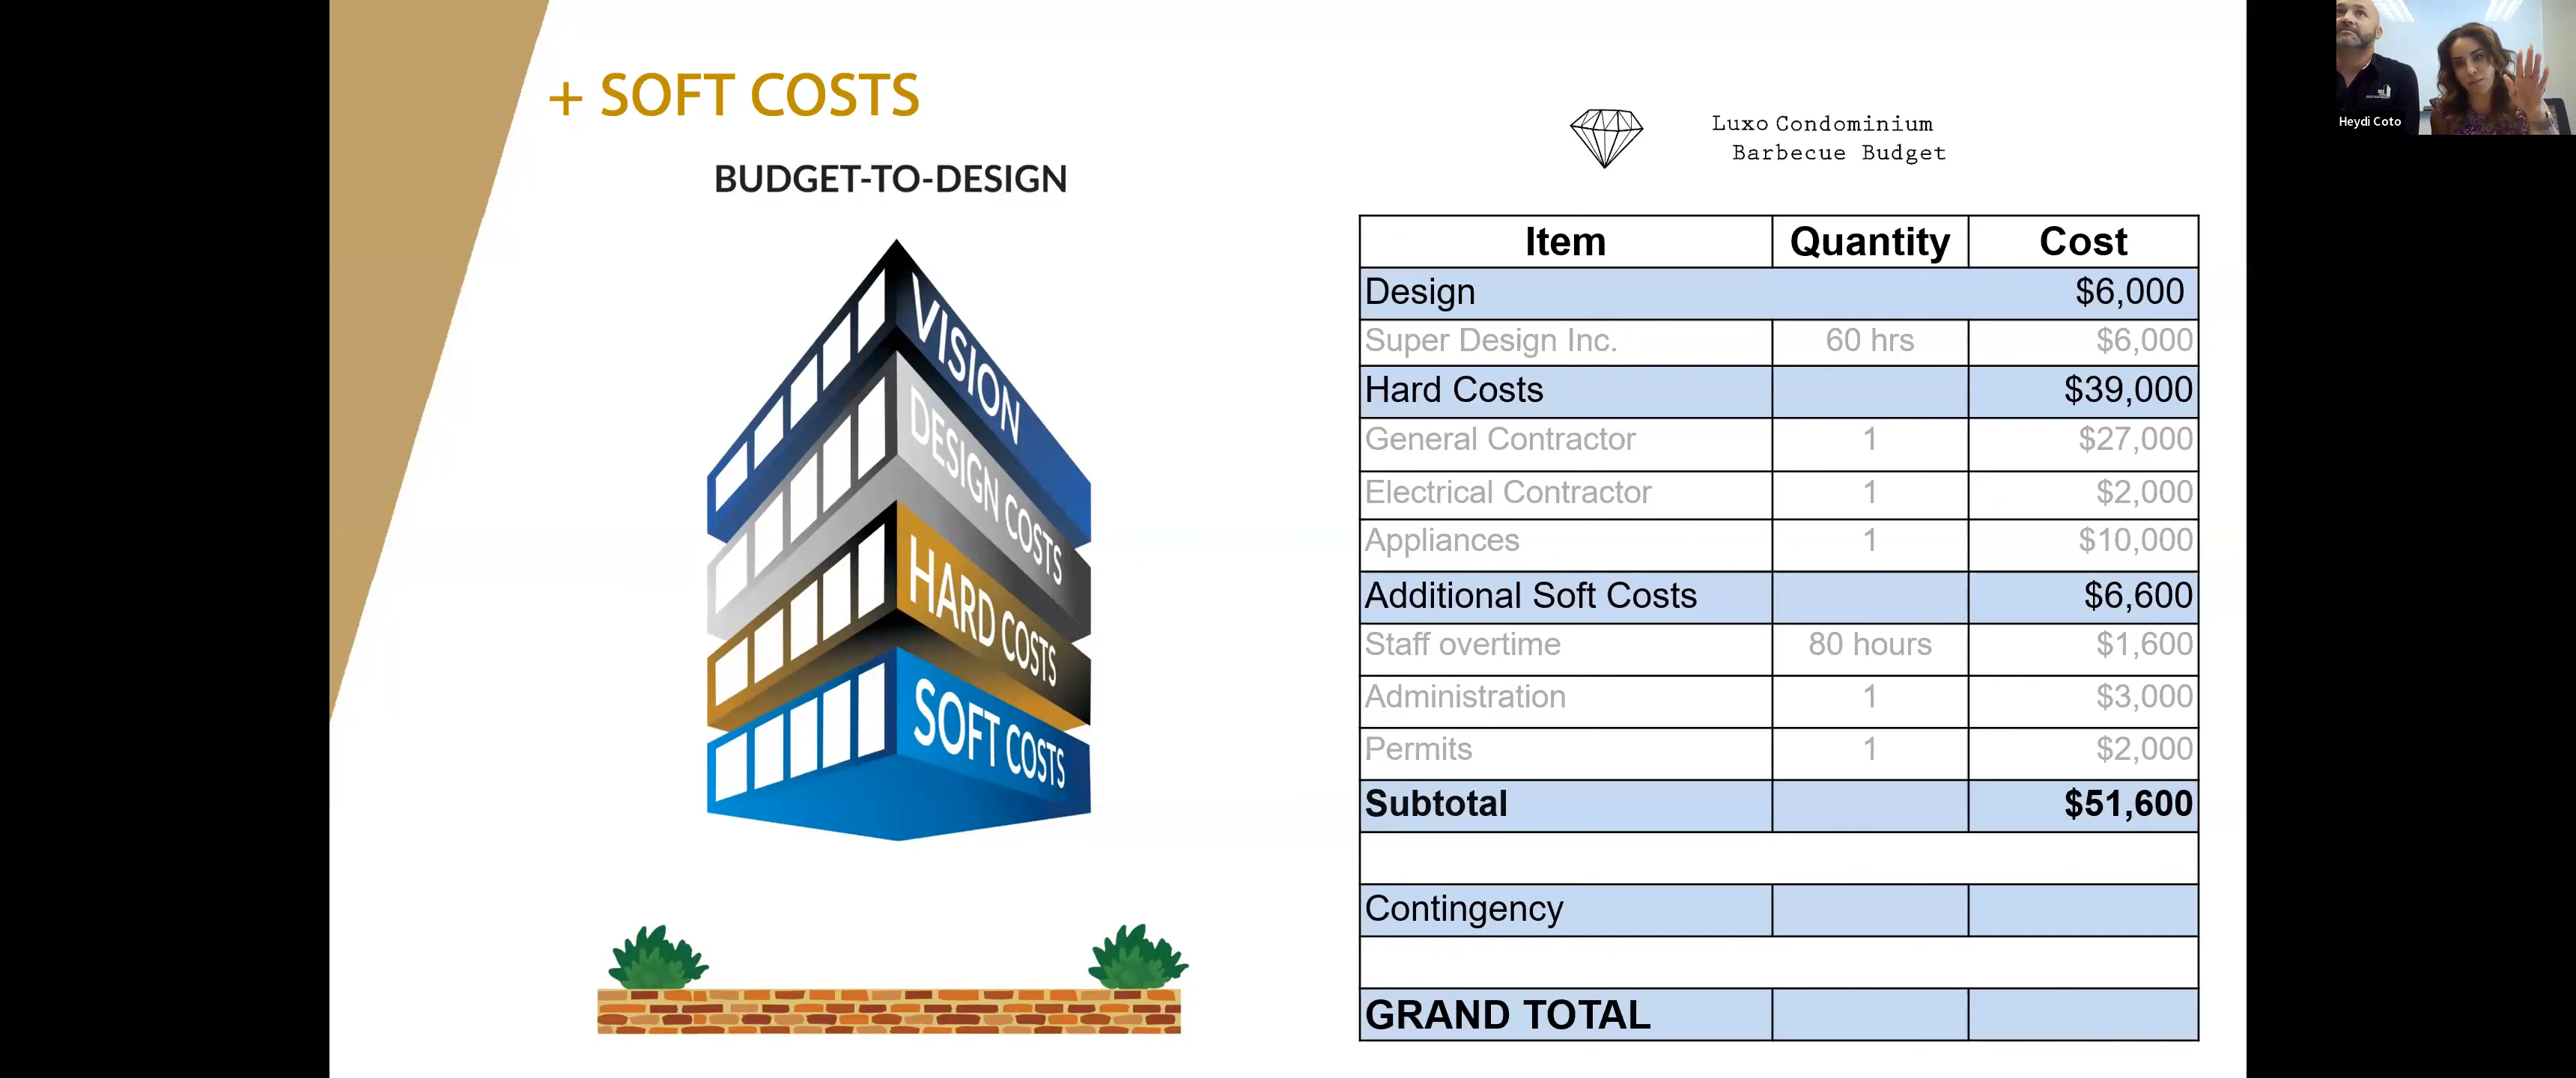 + SOFT COSTS
BUDGET-TO-DESIGN
VISION
DESIGN COSTS
HARD COSTS
SOFT COSTS
Luxo Condominium
Barbecue Budget
Item Quantity Cost
Design $6,000
Super Design Inc. 60 hrs $6,000
Hard Costs $39,000
General Contractor 1 $27,000
Electrical Contractor 1 $2,000
Appliances 1 $10,000
Additional Soft Costs $6,600
Staff overtime 80 hours $1,600
Administration 1 $3,000
Permits 1 $2,000
Subtotal $51,600
Contingency
GRAND TOTAL
Heydi Coto